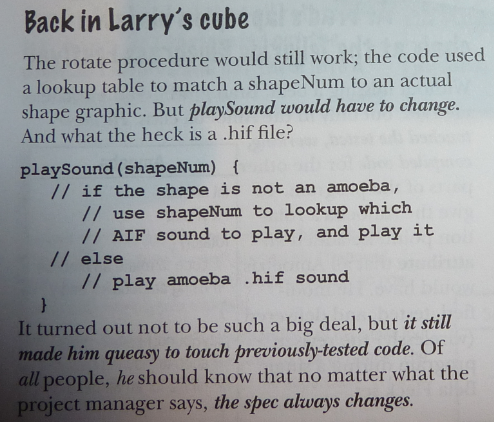 Back in Larry's cube
The rotate procedure would still work; the code used
a lookup table to match a shapeNum to an actual
shape graphic. But playSound would have to change.
And what the heck is a .hif file?
playSound(shapeNum) {
// if the shape is not an amoeba,
// use shapeNum to lookup which
// AIF sound to play, and play it
// else
// play amoeba .hif sound
}
It turned out not to be such a big deal, but it still
made him queasy to touch previously-tested code. Of
all people, he should know that no matter what the
project manager says, the spec always changes.